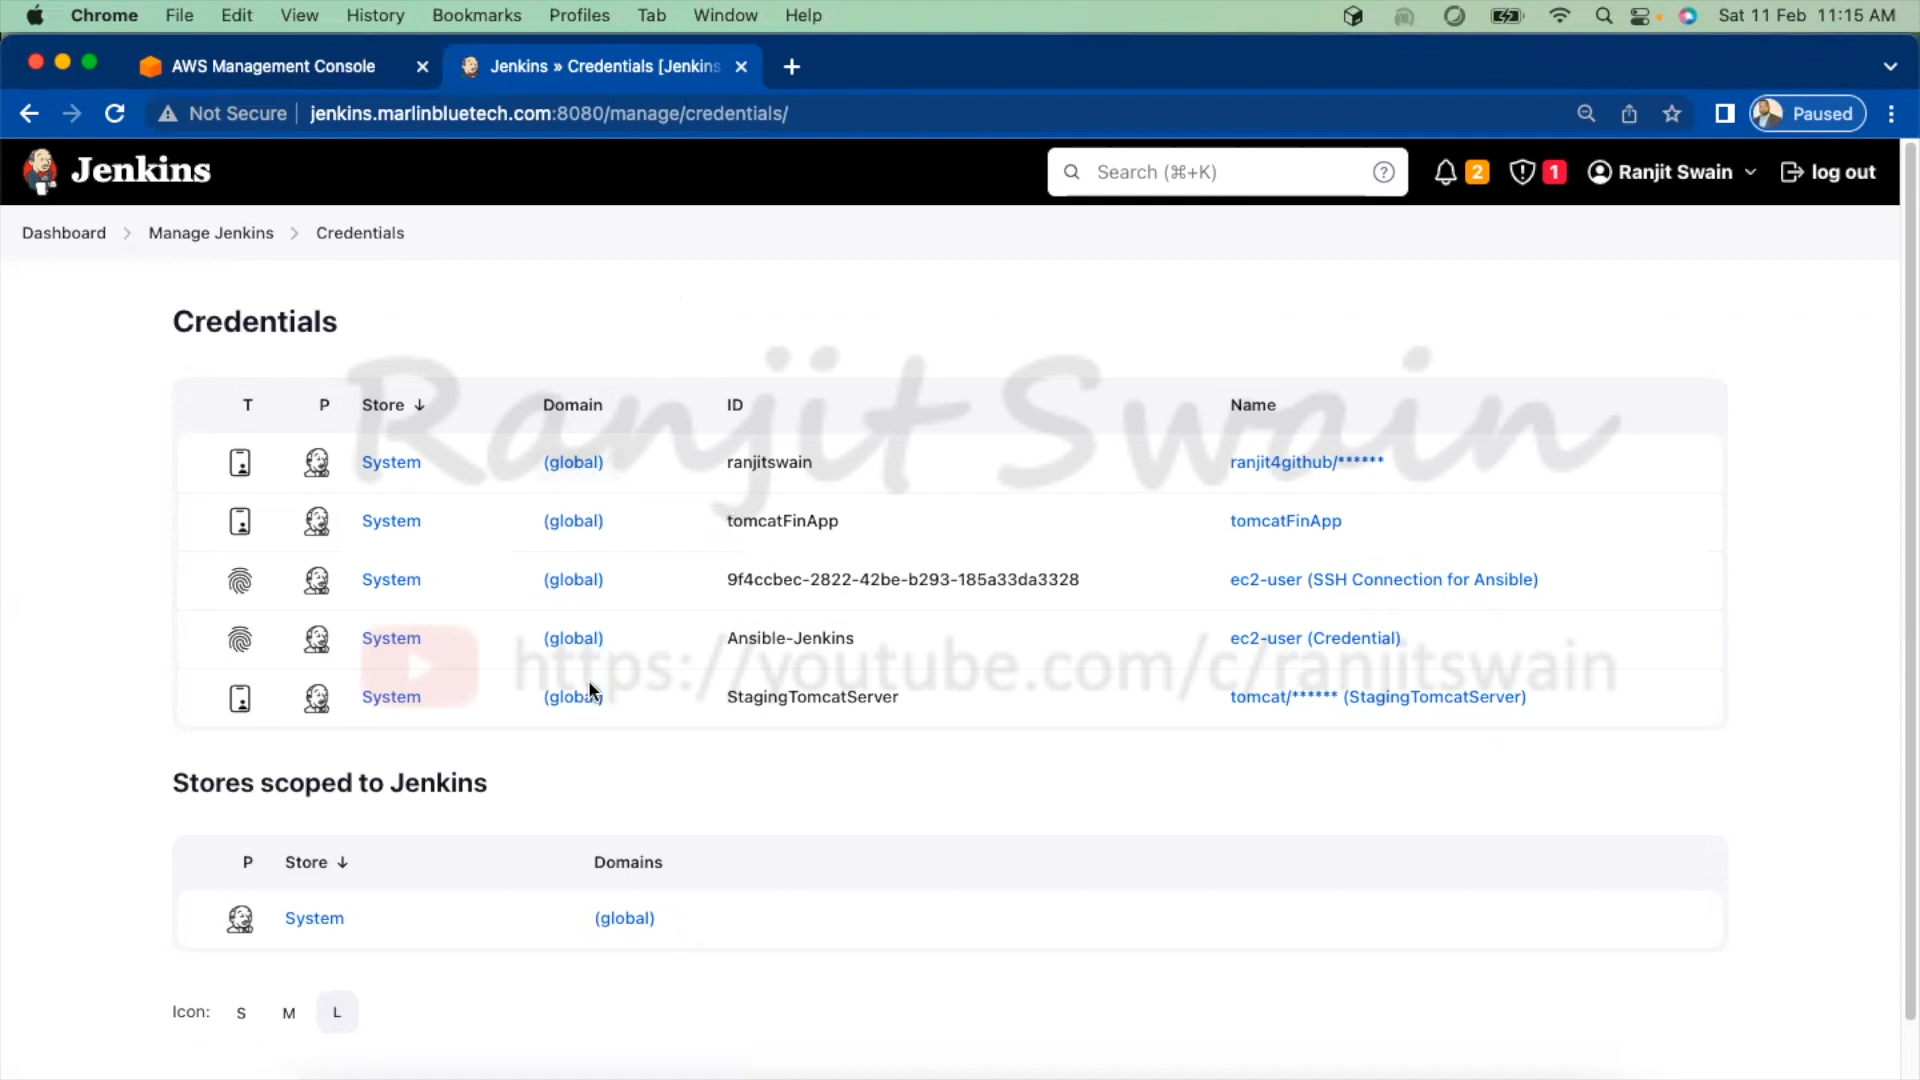 Chrome File Edit View History Bookmarks Profiles Tab Window Help Sat 11 Feb 11:15 AM
AWS Management Console Jenkins » Credentials [Jenkins
Not Secure jenkins.marlinbluetech.com:8080/manage/credentials/ Paused
Jenkins Search (⌘+K) 2 1 Ranjit Swain log out
Dashboard Manage Jenkins Credentials
Credentials
T P Store ↓ Domain ID Name
Ranjit Swain
System (global) ranjitswain ranjit4github/******
System (global) tomcatFinApp tomcatFinApp
System (global) 9f4ccbec-2822-42be-b293-185a33da3328 ec2-user (SSH Connection for Ansible)
System (global) Ansible-Jenkins ec2-user (Credential)
https://youtube.com/c/ranjitswain
System (global) StagingTomcatServer tomcat/****** (StagingTomcatServer)
Stores scoped to Jenkins
P Store ↓ Domains
System (global)
Icon: S M L